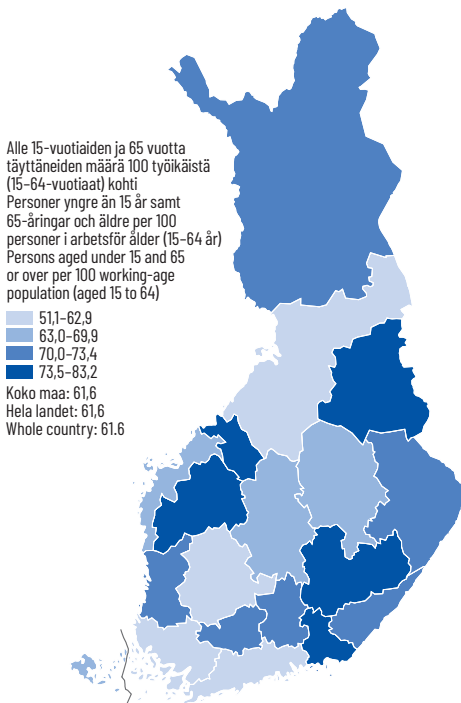 Alle 15-vuotiaiden ja 65 vuotta
täyttäneiden määrä 100 työikäistä
(15–64-vuotiaat) kohti
Personer yngre än 15 år samt
65-åringar och äldre per 100
personer i arbetsför ålder (15–64 år)
Persons aged under 15 and 65
or over per 100 working-age
population (aged 15 to 64)
51,1–62,9
63,0–69,9
70,0–73,4
73,5–83,2
Koko maa: 61,6
Hela landet: 61,6
Whole country: 61.6